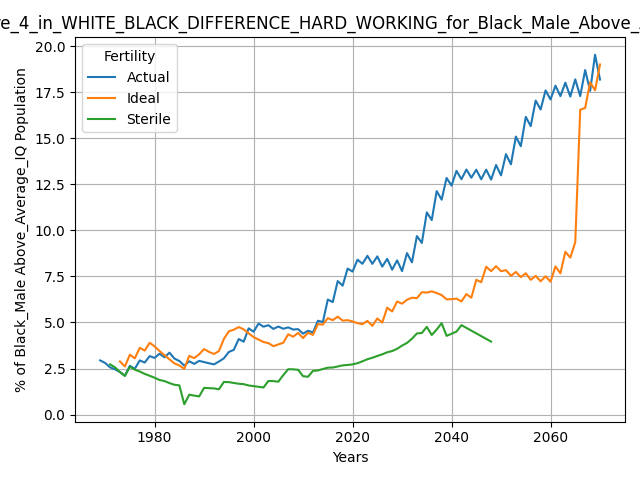 e_4_in_WHITE_BLACK_DIFFERENCE_HARD_WORKING_for_Black_Male_Above_
Fertility
Actual
Ideal
Sterile
% of Black_Male Above_Average_IQ Population
20.0
17.5
15.0
12.5
10.0
7.5
5.0
2.5
0.0
1980 2000 2020 2040 2060
Years